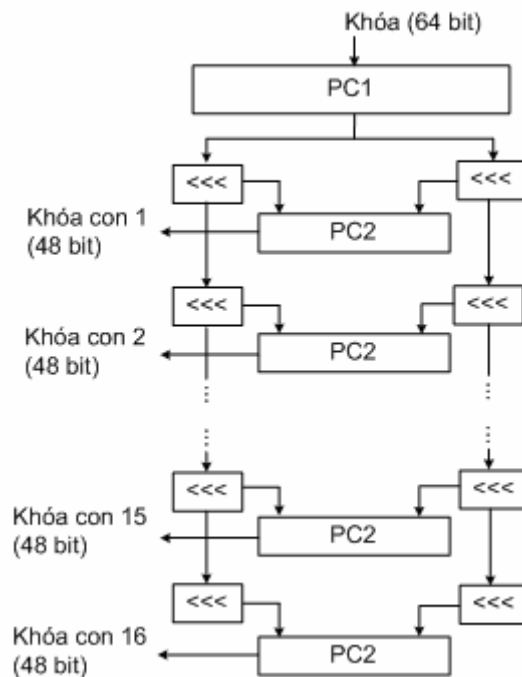 Khóa (64 bit)
PC1
<<< <<<
Khóa con 1
(48 bit)
PC2
<<< <<<
Khóa con 2
(48 bit)
PC2
<<< <<<
Khóa con 15
(48 bit)
PC2
<<< <<<
Khóa con 16
(48 bit)
PC2